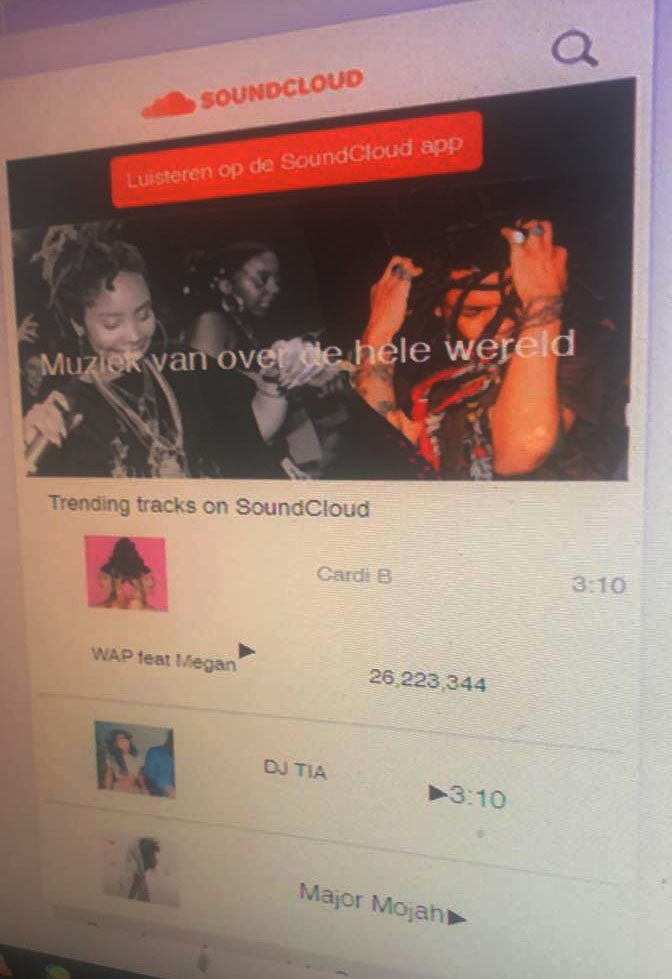 SOUNDCLOUD
Luisteren op de SoundCloud app
Muziek van over de hele wereld
Trending tracks on SoundCloud
Cardi B 3:10
WAP feat Megan
26,223,344
DJ TIA
3:10
Major Mojah